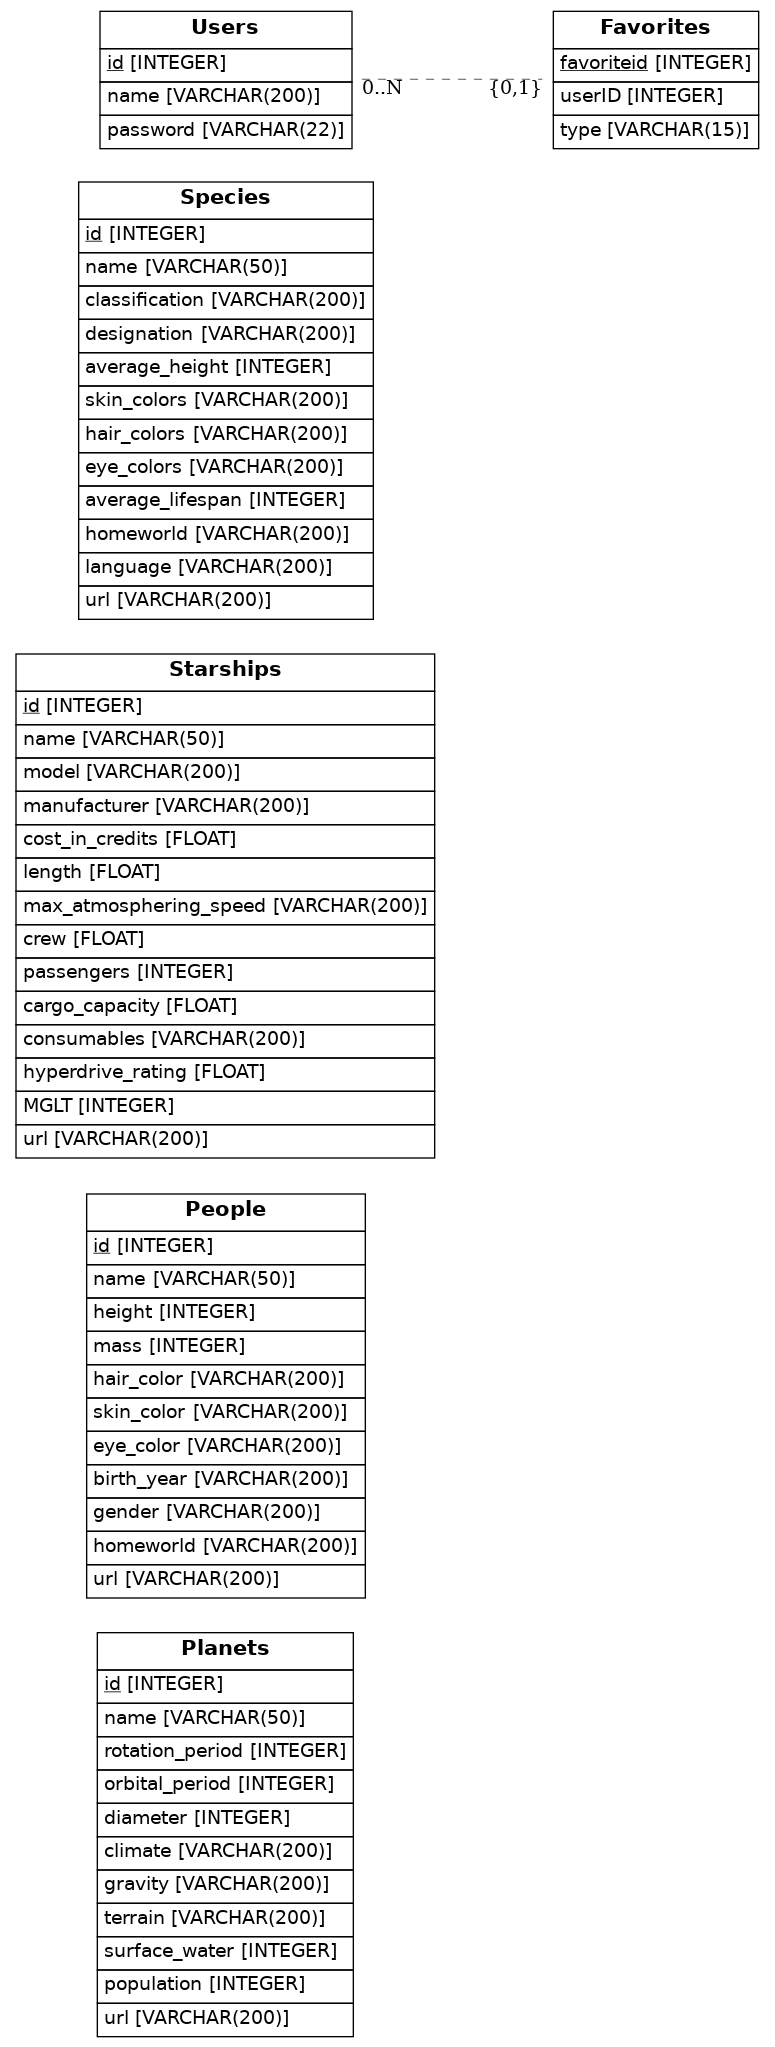 Users
id [INTEGER]
name [VARCHAR(200)]
password [VARCHAR(22)]
0..N
{0,1}
Favorites
favoriteid [INTEGER]
userID [INTEGER]
type [VARCHAR(15)]
Species
id [INTEGER]
name [VARCHAR(50)]
classification [VARCHAR(200)]
designation [VARCHAR(200)]
average_height [INTEGER]
skin_colors [VARCHAR(200)]
hair_colors [VARCHAR(200)]
eye_colors [VARCHAR(200)]
average_lifespan [INTEGER]
homeworld [VARCHAR(200)]
language [VARCHAR(200)]
url [VARCHAR(200)]
Starships
id [INTEGER]
name [VARCHAR(50)]
model [VARCHAR(200)]
manufacturer [VARCHAR(200)]
cost_in_credits [FLOAT]
length [FLOAT]
max_atmosphering_speed [VARCHAR(200)]
crew [FLOAT]
passengers [INTEGER]
cargo_capacity [FLOAT]
consumables [VARCHAR(200)]
hyperdrive_rating [FLOAT]
MGLT [INTEGER]
url [VARCHAR(200)]
People
id [INTEGER]
name [VARCHAR(50)]
height [INTEGER]
mass [INTEGER]
hair_color [VARCHAR(200)]
skin_color [VARCHAR(200)]
eye_color [VARCHAR(200)]
birth_year [VARCHAR(200)]
gender [VARCHAR(200)]
homeworld [VARCHAR(200)]
url [VARCHAR(200)]
Planets
id [INTEGER]
name [VARCHAR(50)]
rotation_period [INTEGER]
orbital_period [INTEGER]
diameter [INTEGER]
climate [VARCHAR(200)]
gravity [VARCHAR(200)]
terrain [VARCHAR(200)]
surface_water [INTEGER]
population [INTEGER]
url [VARCHAR(200)]